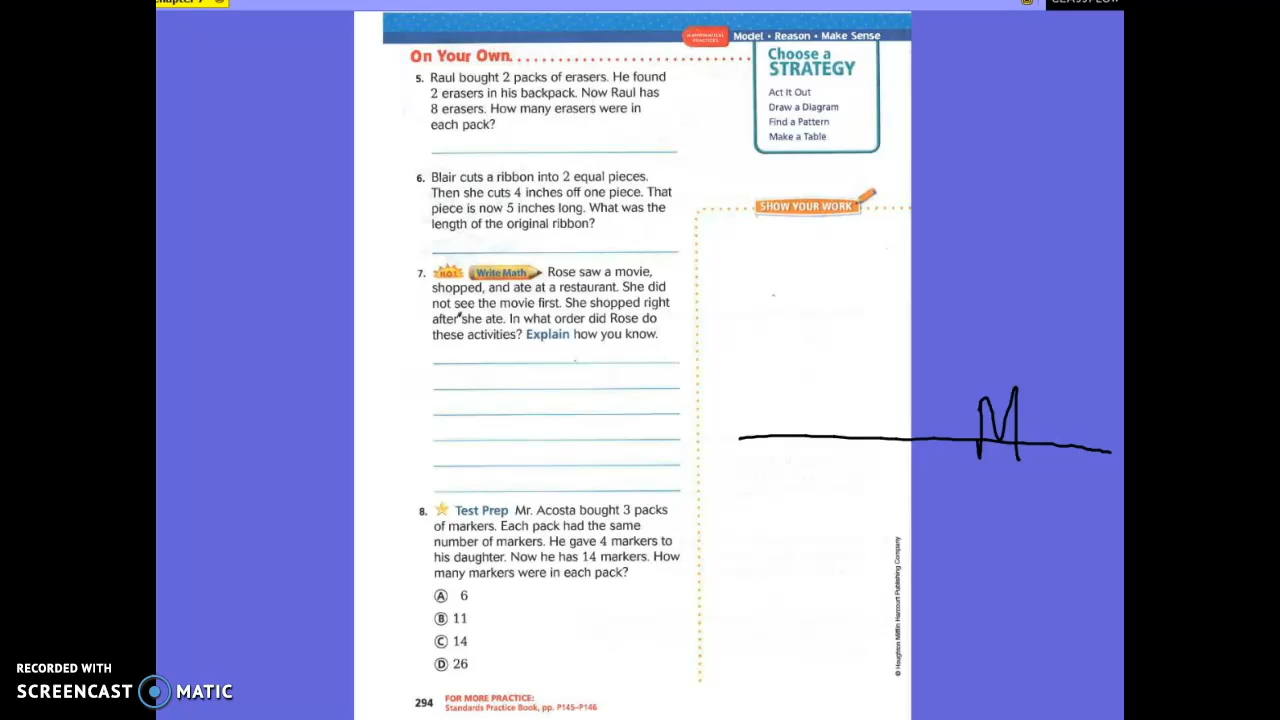 MATHEMATICAL PRACTICES
Model • Reason • Make Sense
CLASSFLOW
On Your Own
5. Raul bought 2 packs of erasers. He found
2 erasers in his backpack. Now Raul has
8 erasers. How many erasers were in
each pack?
6. Blair cuts a ribbon into 2 equal pieces.
Then she cuts 4 inches off one piece. That
piece is now 5 inches long. What was the
length of the original ribbon?
7. H.O.T. Write Math Rose saw a movie,
shopped, and ate at a restaurant. She did
not see the movie first. She shopped right
after she ate. In what order did Rose do
these activities? Explain how you know.
8. Test Prep Mr. Acosta bought 3 packs
of markers. Each pack had the same
number of markers. He gave 4 markers to
his daughter. Now he has 14 markers. How
many markers were in each pack?
A 6
B 11
C 14
D 26
Choose a
STRATEGY
Act It Out
Draw a Diagram
Find a Pattern
Make a Table
SHOW YOUR WORK
M
© Houghton Mifflin Harcourt Publishing Company
294 FOR MORE PRACTICE:
Standards Practice Book, pp. P145–P146
RECORDED WITH
SCREENCAST MATIC